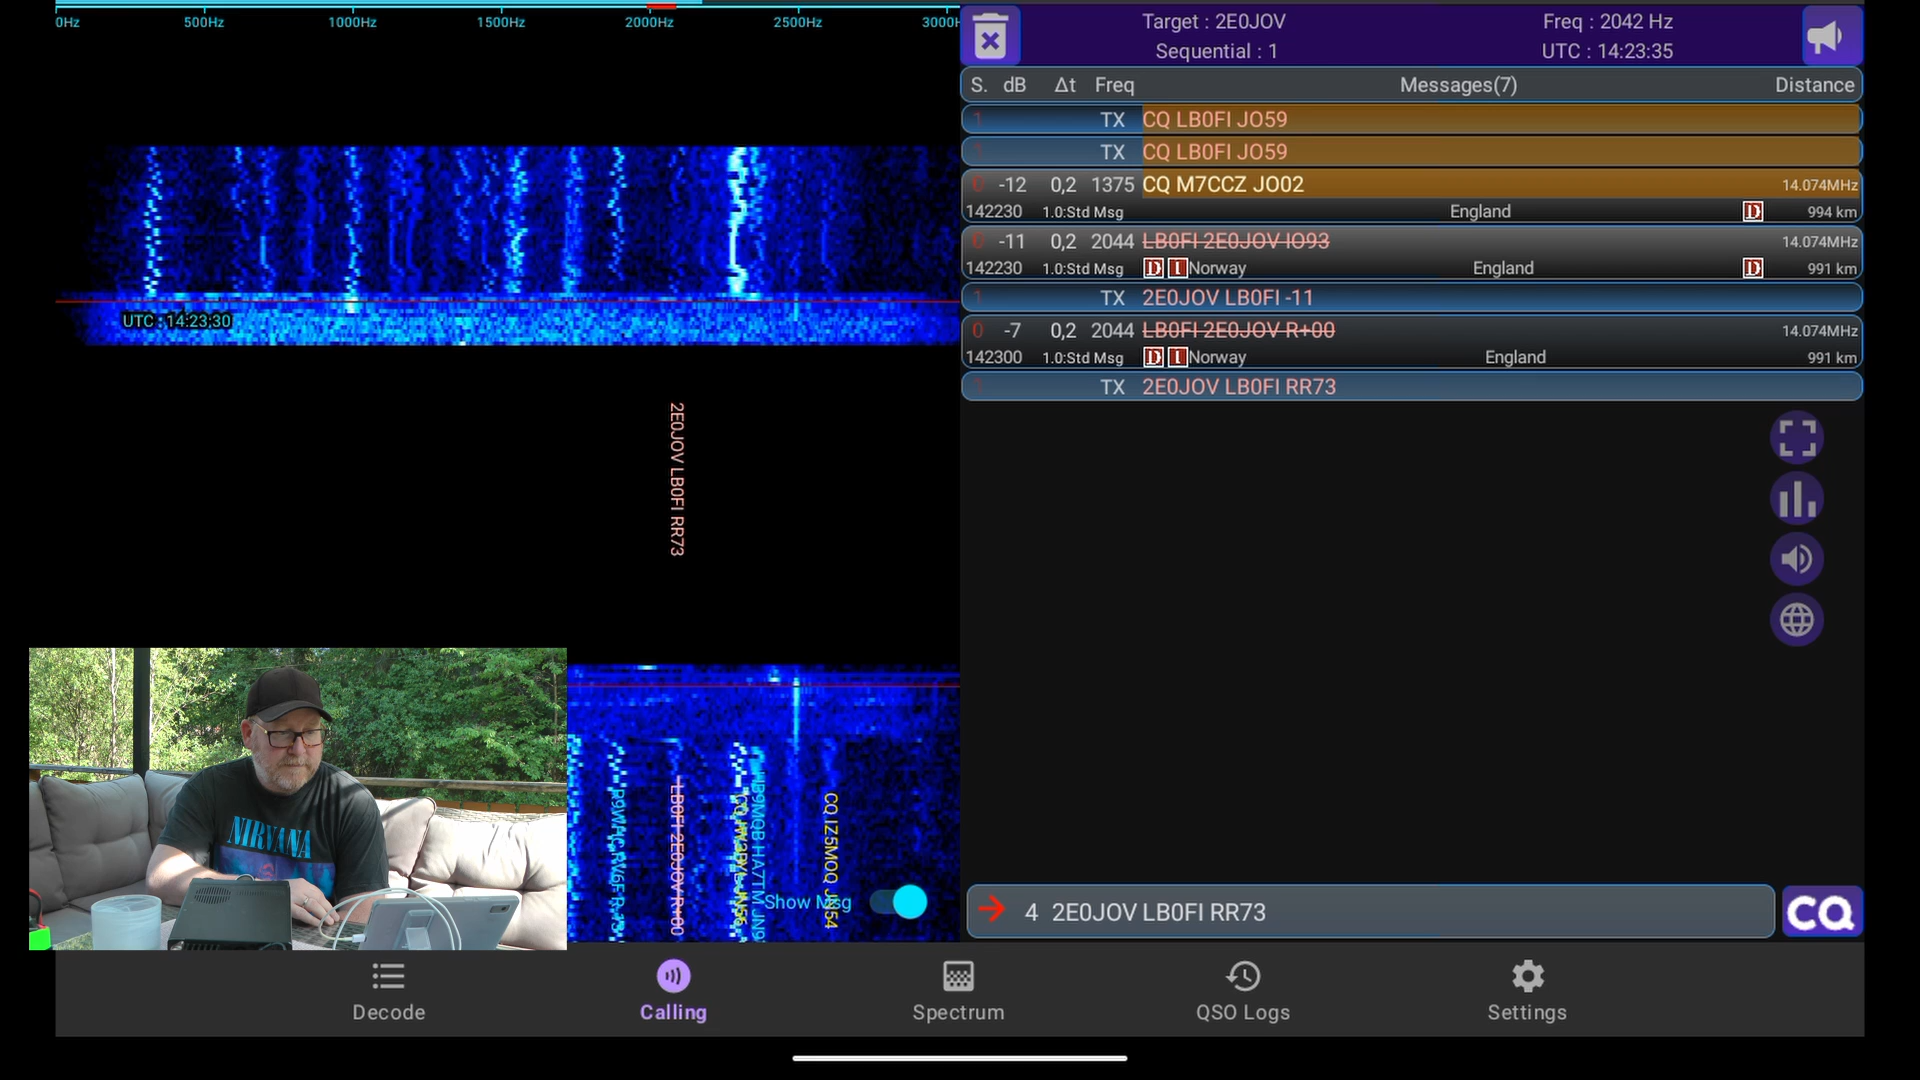 0Hz 500Hz 1000Hz 1500Hz 2000Hz 2500Hz 3000H
UTC : 14:23:30
2E0JOV LB0FI RR73
LB0FI 2E0JOV R+00
CQ IZ5MOQ JN54
Show Msg
NIRVANA
Target : 2E0JOV
Freq : 2042 Hz
Sequential : 1
UTC : 14:23:35
S. dB Δt Freq Messages(7) Distance
1 TX CQ LB0FI JO59
TX CQ LB0FI JO59
0 -12 0,2 1375 CQ M7CCZ JO02 14.074MHz
142230 1.0:Std Msg England D 994 km
0 -11 0,2 2044 LB0FI 2E0JOV IO93 14.074MHz
142230 1.0:Std Msg D I Norway England D 991 km
1 TX 2E0JOV LB0FI -11
0 -7 0,2 2044 LB0FI 2E0JOV R+00 14.074MHz
142300 1.0:Std Msg D I Norway England 991 km
TX 2E0JOV LB0FI RR73
4 2E0JOV LB0FI RR73
CQ
Decode
Calling
Spectrum
QSO Logs
Settings